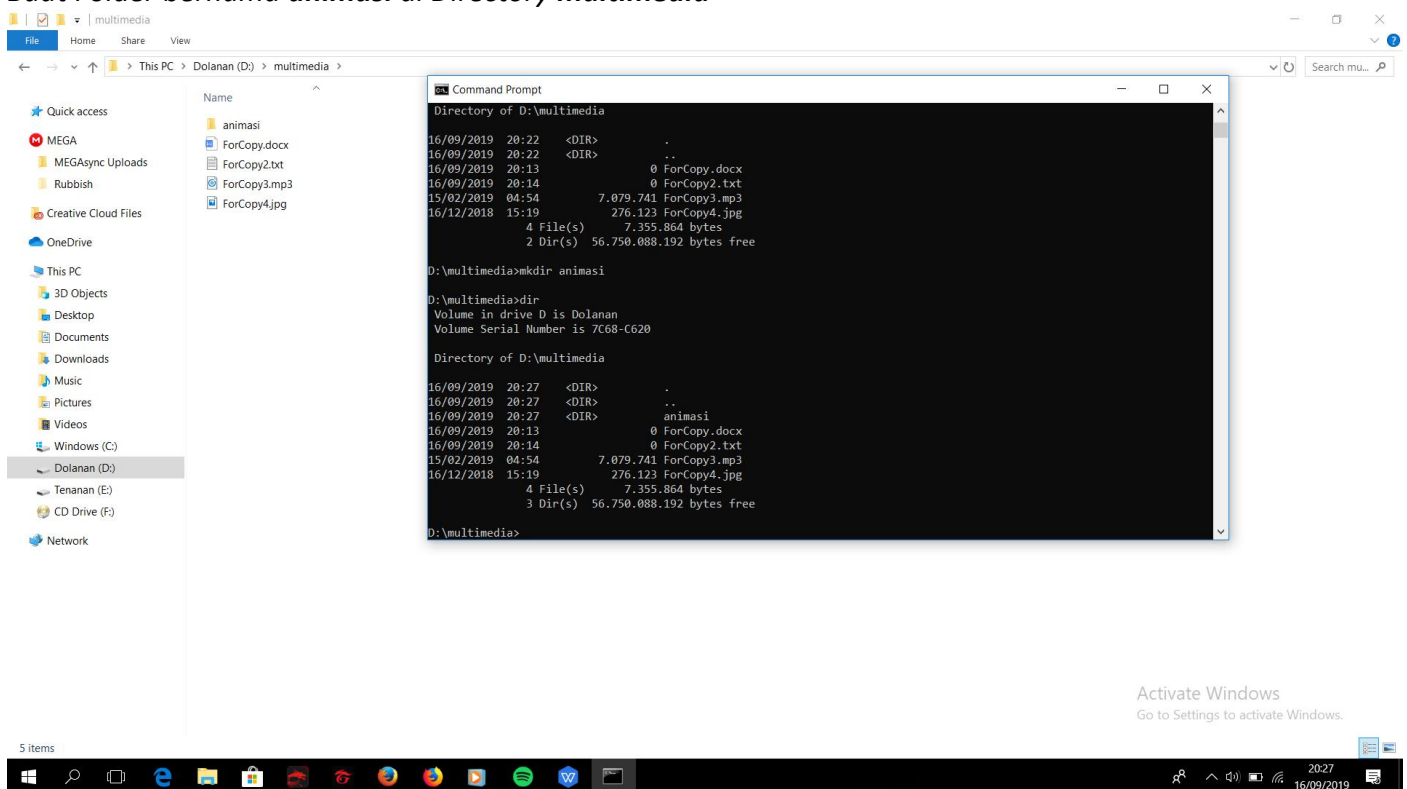 Buat Folder bernama animasi di Directory multimedia
multimedia
File Home Share View
This PC > Dolanan (D:) > multimedia >
Search mu...
Name
Quick access
MEGA
MEGAsync Uploads
Rubbish
Creative Cloud Files
OneDrive
This PC
3D Objects
Desktop
Documents
Downloads
Music
Pictures
Videos
Windows (C:)
Dolanan (D:)
Tenanan (E:)
CD Drive (F:)
Network
animasi
ForCopy.docx
ForCopy2.txt
ForCopy3.mp3
ForCopy4.jpg
Command Prompt
Directory of D:\multimedia
16/09/2019 20:22 <DIR> .
16/09/2019 20:22 <DIR> ..
16/09/2019 20:13 0 ForCopy.docx
16/09/2019 20:14 0 ForCopy2.txt
15/02/2019 04:54 7.079.741 ForCopy3.mp3
16/12/2018 15:19 276.123 ForCopy4.jpg
4 File(s) 7.355.864 bytes
2 Dir(s) 56.750.088.192 bytes free
D:\multimedia>mkdir animasi
D:\multimedia>dir
Volume in drive D is Dolanan
Volume Serial Number is 7C68-C620
Directory of D:\multimedia
16/09/2019 20:27 <DIR> .
16/09/2019 20:27 <DIR> ..
16/09/2019 20:27 <DIR> animasi
16/09/2019 20:13 0 ForCopy.docx
16/09/2019 20:14 0 ForCopy2.txt
15/02/2019 04:54 7.079.741 ForCopy3.mp3
16/12/2018 15:19 276.123 ForCopy4.jpg
4 File(s) 7.355.864 bytes
3 Dir(s) 56.750.088.192 bytes free
D:\multimedia>
Activate Windows
Go to Settings to activate Windows.
5 items
20:27
16/09/2019